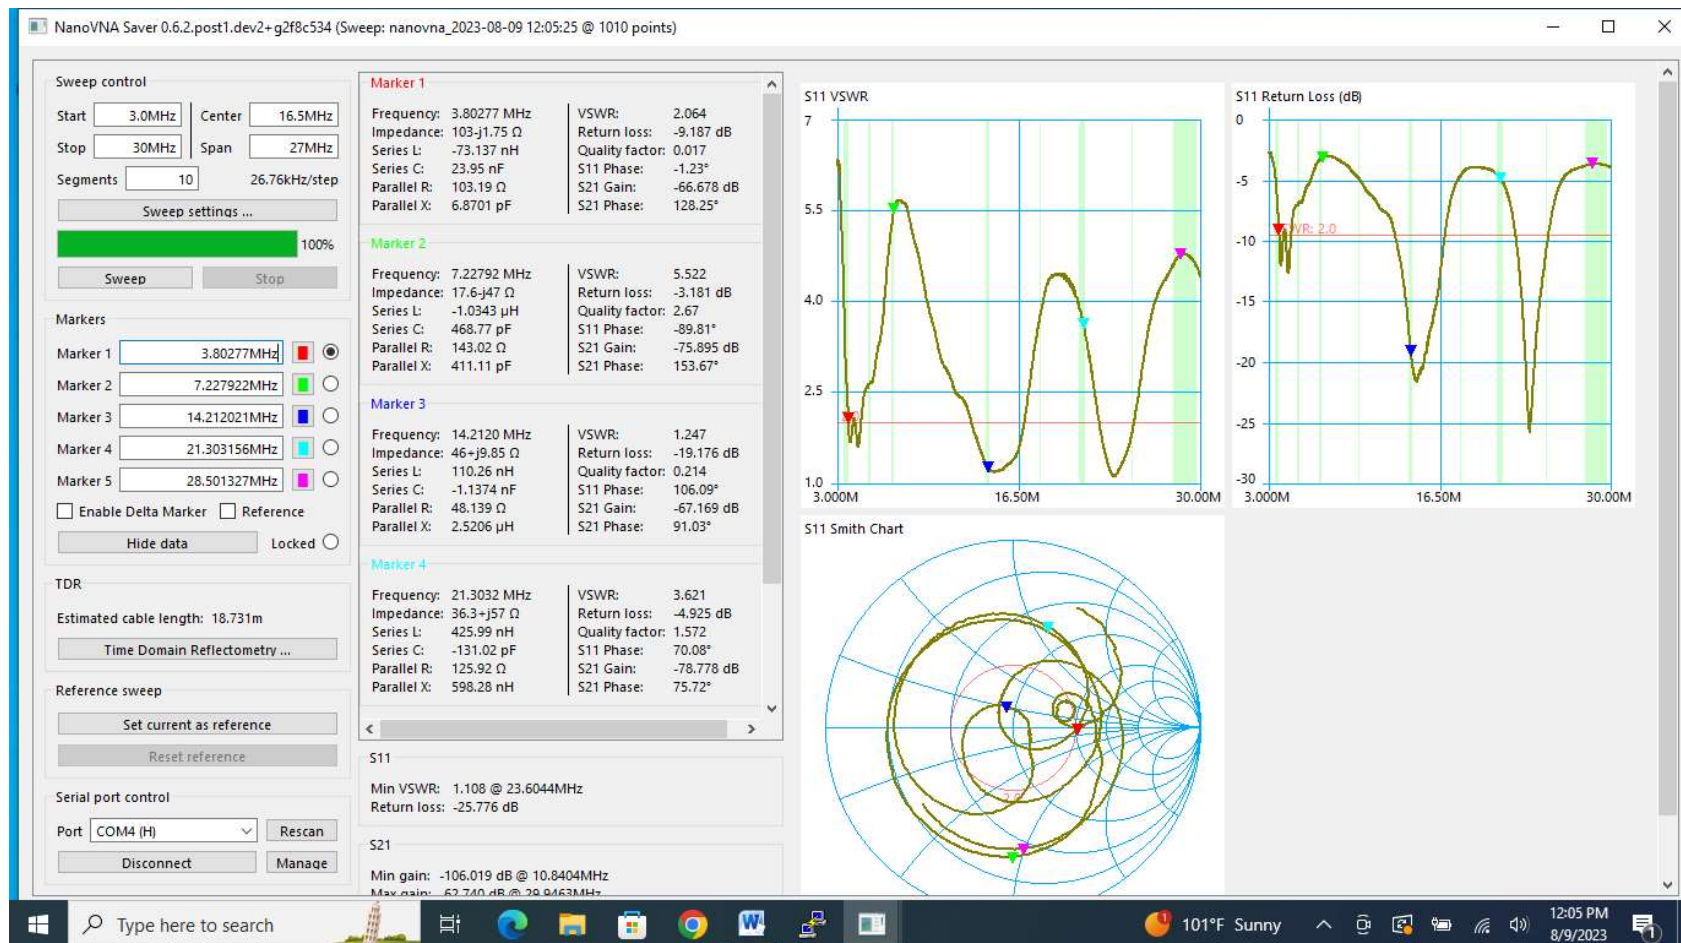 NanoVNA Saver 0.6.2.post1.dev2+g2f8c534 (Sweep: nanovna_2023-08-09 12:05:25 @ 1010 points)
Sweep control
Start 3.0MHz Center 16.5MHz
Stop 30MHz Span 27MHz
Segments 10 26.76kHz/step
Sweep settings ...
100%
Sweep Stop
Markers
Marker 1 3.80277MHz
Marker 2 7.227922MHz
Marker 3 14.212021MHz
Marker 4 21.303156MHz
Marker 5 28.501327MHz
Enable Delta Marker Reference
Hide data Locked
TDR
Estimated cable length: 18.731m
Time Domain Reflectometry ...
Reference sweep
Set current as reference
Reset reference
Serial port control
Port COM4 (H) Rescan
Disconnect Manage
Marker 1
Frequency: 3.80277 MHz VSWR: 2.064
Impedance: 103-j1.75 Ω Return loss: -9.187 dB
Series L: -73.137 nH Quality factor: 0.017
Series C: 23.95 nF S11 Phase: -1.23°
Parallel R: 103.19 Ω S21 Gain: -66.678 dB
Parallel X: 6.8701 pF S21 Phase: 128.25°
Marker 2
Frequency: 7.22792 MHz VSWR: 5.522
Impedance: 17.6-j47 Ω Return loss: -3.181 dB
Series L: -1.0343 µH Quality factor: 2.67
Series C: 468.77 pF S11 Phase: -89.81°
Parallel R: 143.02 Ω S21 Gain: -75.895 dB
Parallel X: 411.11 pF S21 Phase: 153.67°
Marker 3
Frequency: 14.2120 MHz VSWR: 1.247
Impedance: 46+j9.85 Ω Return loss: -19.176 dB
Series L: 110.26 nH Quality factor: 0.214
Series C: -1.1374 nF S11 Phase: 106.09°
Parallel R: 48.139 Ω S21 Gain: -67.169 dB
Parallel X: 2.5206 µH S21 Phase: 91.03°
Marker 4
Frequency: 21.3032 MHz VSWR: 3.621
Impedance: 36.3+j57 Ω Return loss: -4.925 dB
Series L: 425.99 nH Quality factor: 1.572
Series C: -131.02 pF S11 Phase: 70.08°
Parallel R: 125.92 Ω S21 Gain: -78.778 dB
Parallel X: 598.28 nH S21 Phase: 75.72°
S11
Min VSWR: 1.108 @ 23.6044MHz
Return loss: -25.776 dB
S21
Min gain: -106.019 dB @ 10.8404MHz
Max gain: -62.740 dB @ 29.9463MHz
S11 VSWR
7
5.5
4.0
2.5
1.0
3.000M 16.50M 30.00M
S11 Return Loss (dB)
0
-5
-10
-15
-20
-25
-30
WR: 2.0
3.000M 16.50M 30.00M
S11 Smith Chart
2.0
Type here to search
1
101°F Sunny
12:05 PM
8/9/2023
1